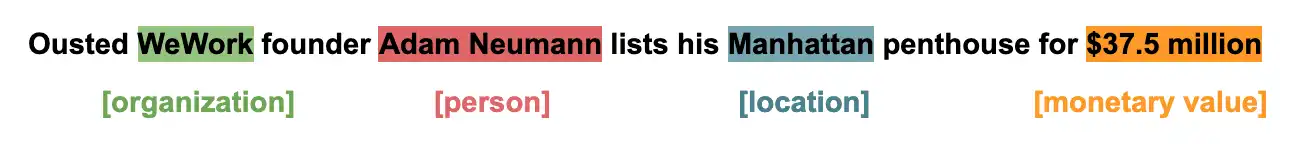 Ousted WeWork founder Adam Neumann lists his Manhattan penthouse for $37.5 million
[organization] [person] [location] [monetary value]